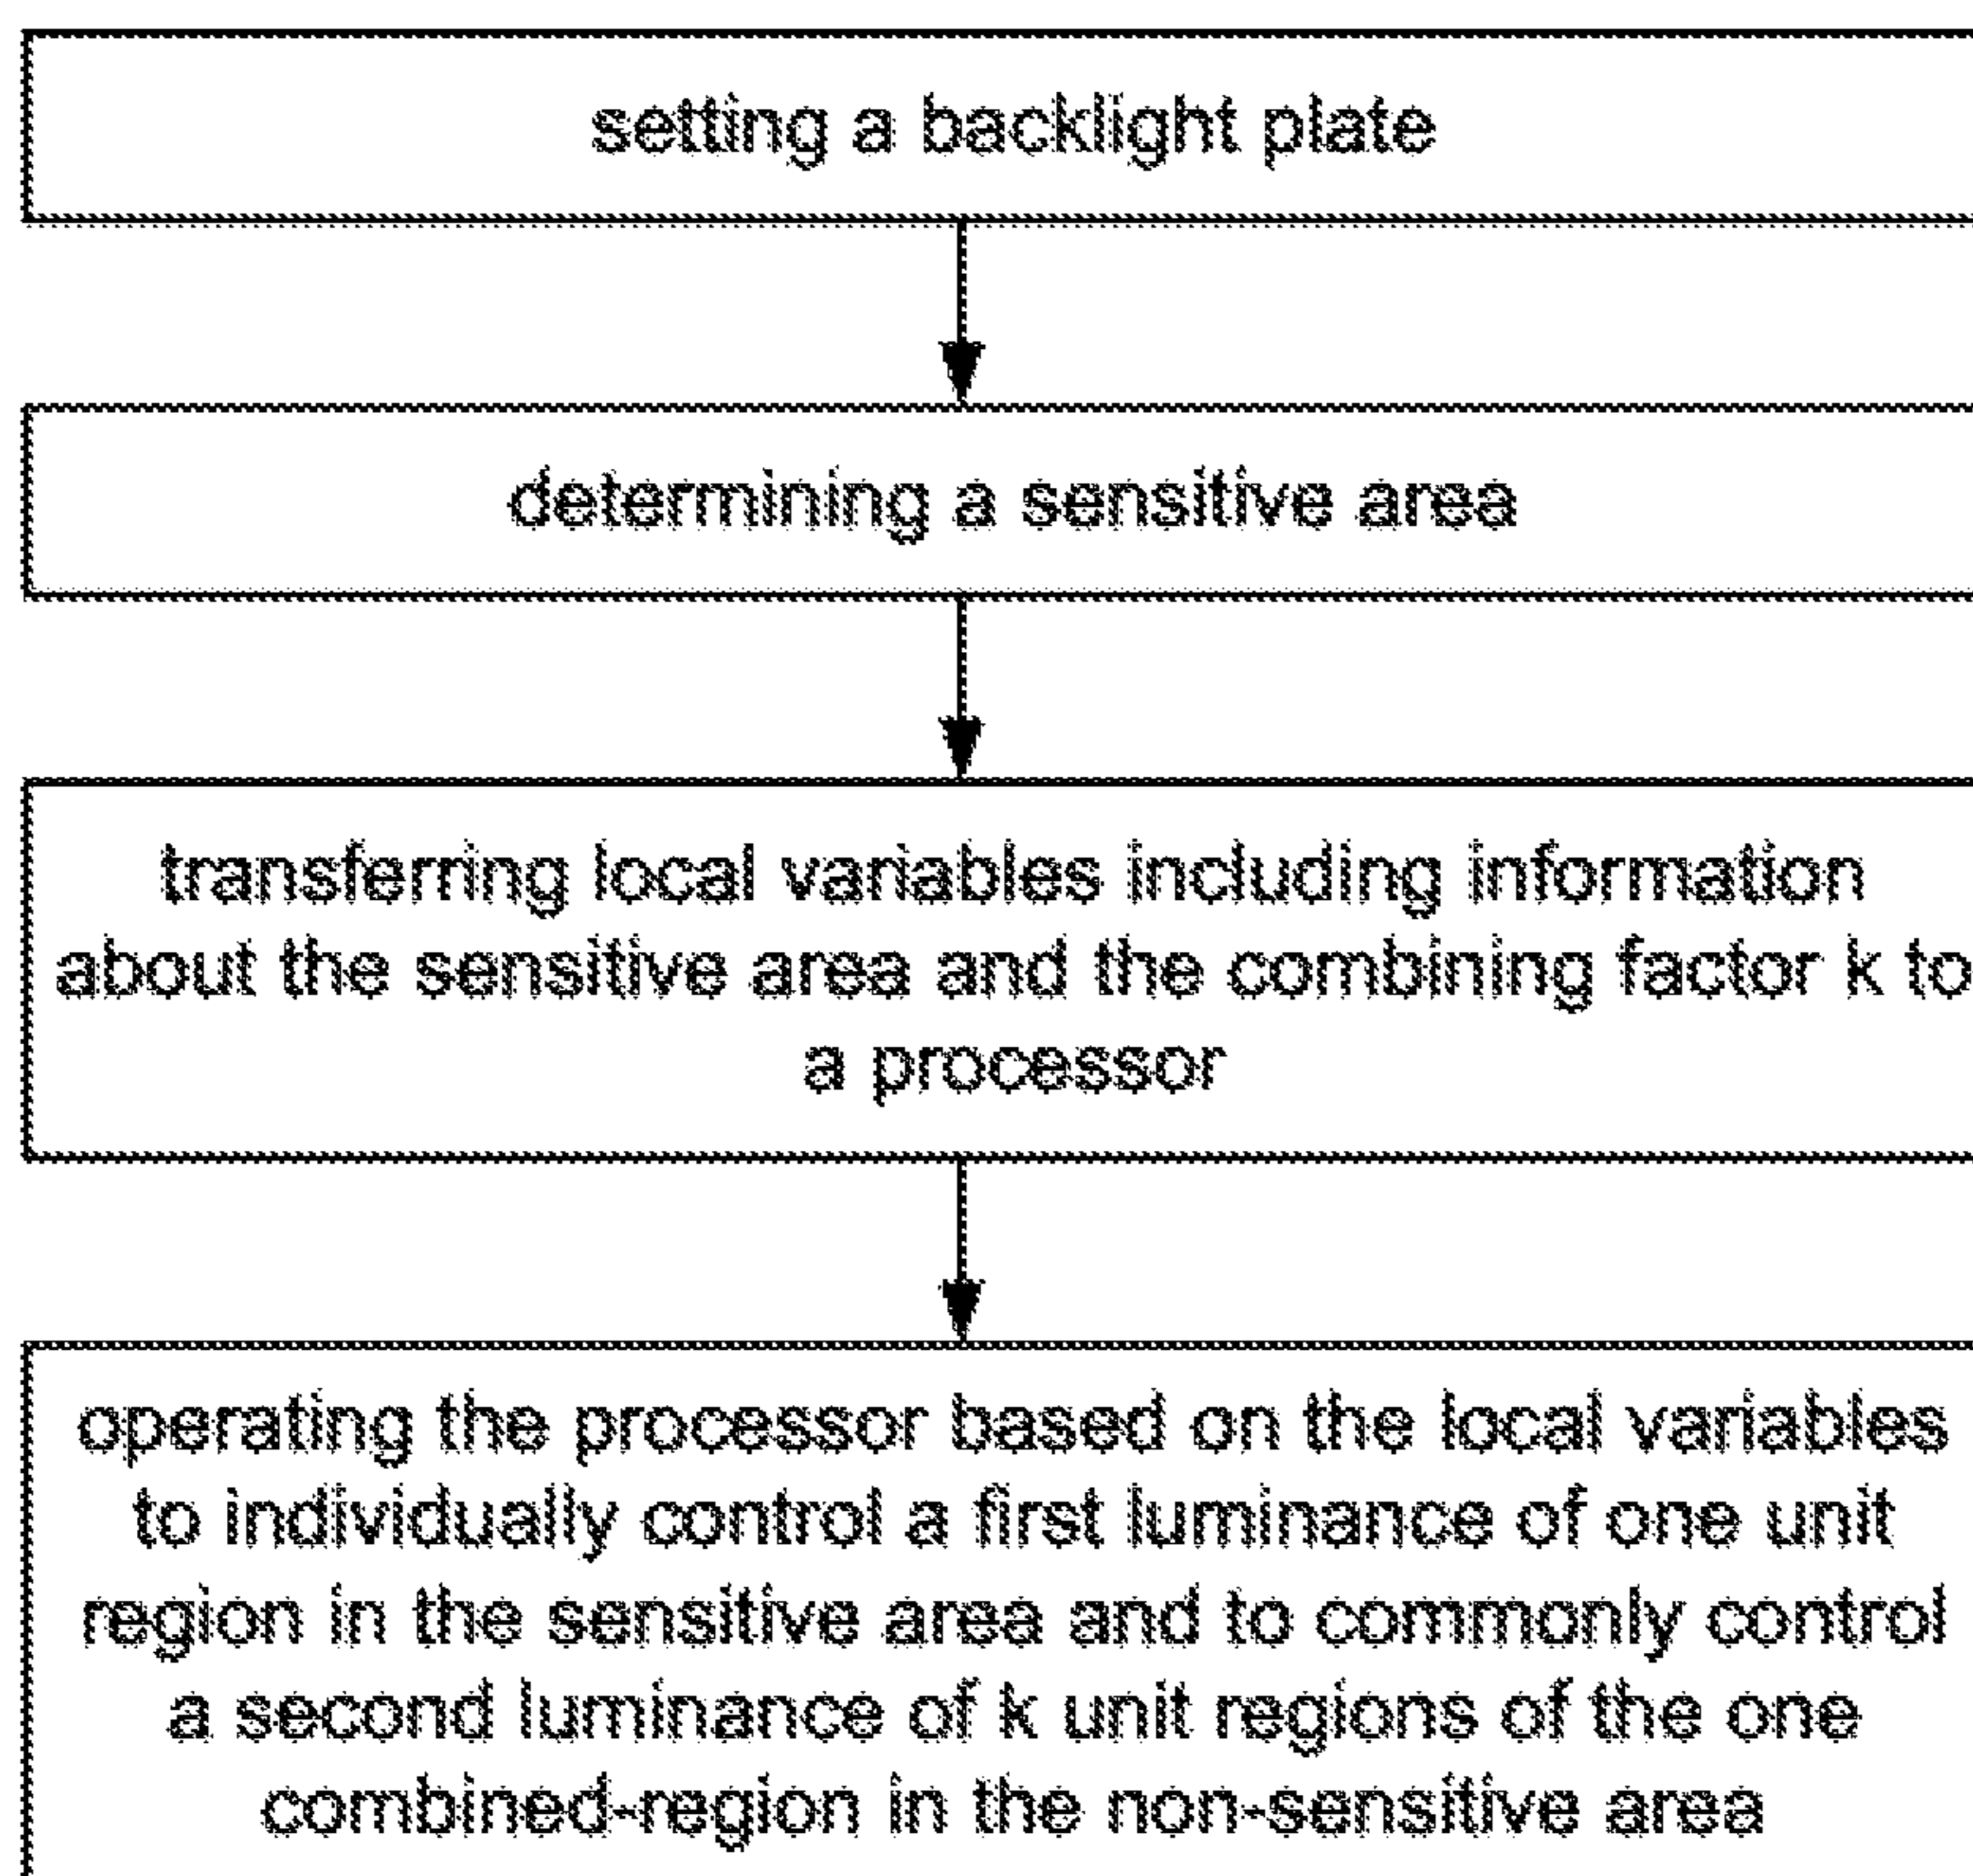 setting a backlight plate
determining a sensitive area
transferring local variables including information
about the sensitive area and the combining factor k to
a processor
operating the processor based on the local variables
to individually control a first luminance of one unit
region in the sensitive area and to commonly control
a second luminance of k unit regions of the one
combined-region in the non-sensitive area